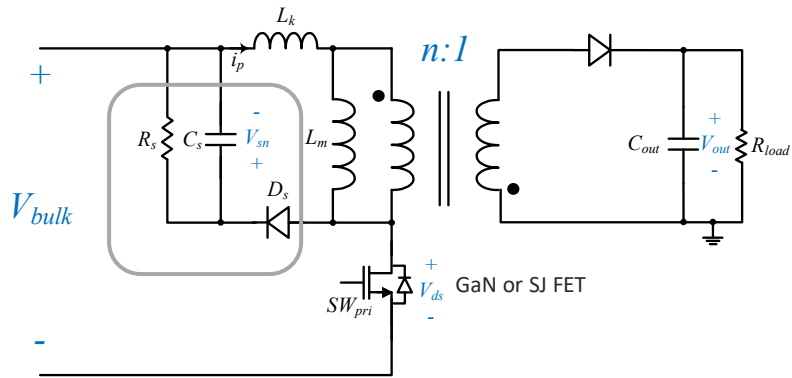 L_k
i_p
n:1
+
-
R_s
C_s
V_sn
+
L_m
C_out
+
V_out
-
R_load
D_s
V_bulk
+
V_ds
-
GaN or SJ FET
SW_pri
-